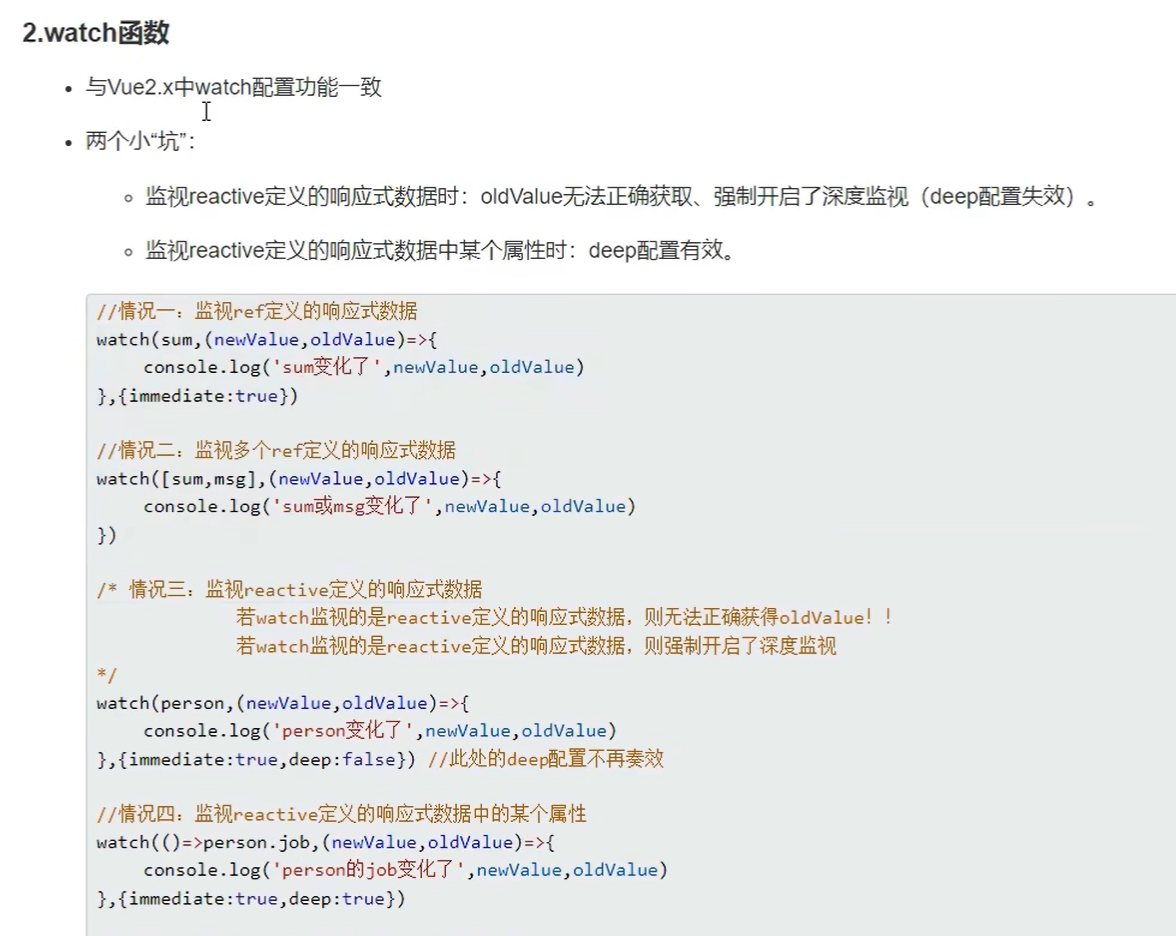 2.watch函数
与Vue2.x中watch配置功能一致
两个小“坑”：
监视reactive定义的响应式数据时：oldValue无法正确获取、强制开启了深度监视（deep配置失效）。
监视reactive定义的响应式数据中某个属性时：deep配置有效。
//情况一：监视ref定义的响应式数据
watch(sum,(newValue,oldValue)=>{
    console.log('sum变化了',newValue,oldValue)
},{immediate:true})
//情况二：监视多个ref定义的响应式数据
watch([sum,msg],(newValue,oldValue)=>{
    console.log('sum或msg变化了',newValue,oldValue)
})
/* 情况三：监视reactive定义的响应式数据
            若watch监视的是reactive定义的响应式数据，则无法正确获得oldValue！！
            若watch监视的是reactive定义的响应式数据，则强制开启了深度监视
*/
watch(person,(newValue,oldValue)=>{
    console.log('person变化了',newValue,oldValue)
},{immediate:true,deep:false}) //此处的deep配置不再奏效
//情况四：监视reactive定义的响应式数据中的某个属性
watch(()=>person.job,(newValue,oldValue)=>{
    console.log('person的job变化了',newValue,oldValue)
},{immediate:true,deep:true})